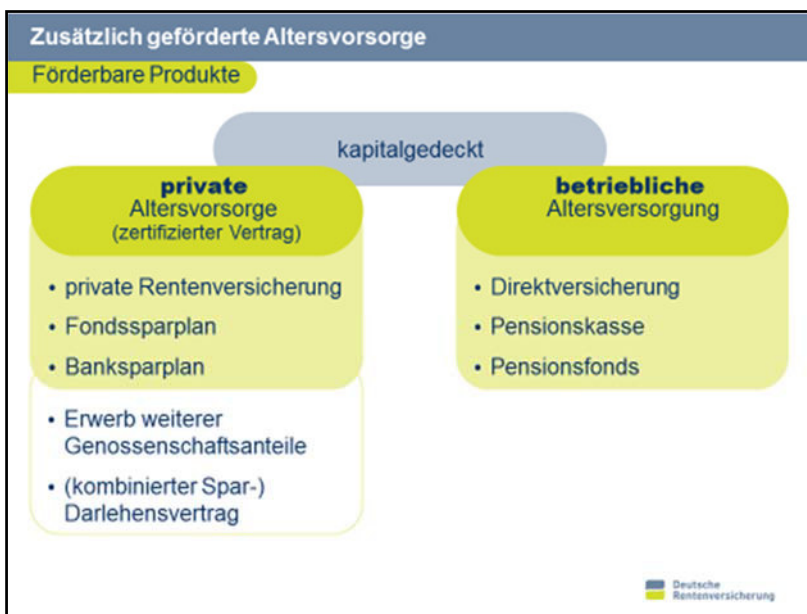 Zusätzlich geförderte Altersvorsorge
Förderbare Produkte
kapitalgedeckt
private
Altersvorsorge
(zertifizierter Vertrag)
• private Rentenversicherung
• Fondssparplan
• Banksparplan
• Erwerb weiterer
Genossenschaftsanteile
• (kombinierter Spar-)
Darlehensvertrag
betriebliche
Altersversorgung
• Direktversicherung
• Pensionskasse
• Pensionsfonds
Deutsche
Rentenversicherung